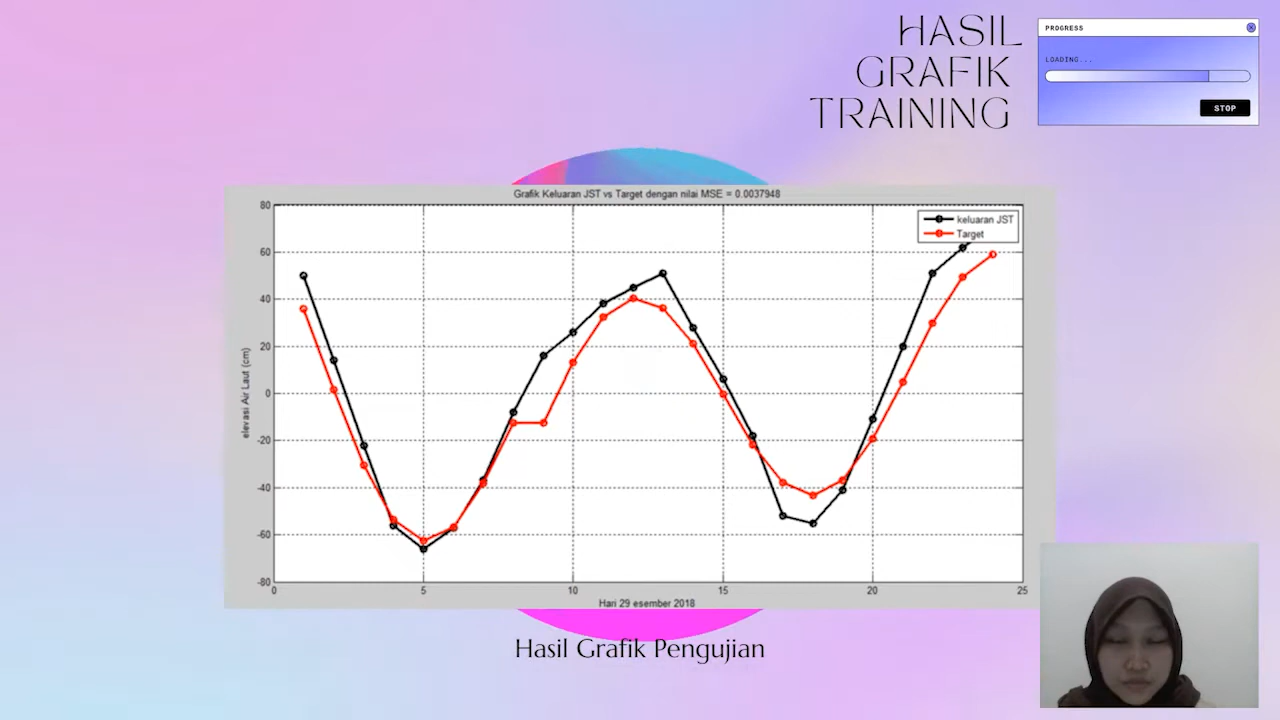 HASIL
GRAFIK
TRAINING
PROGRESS
LOADING...
STOP
Grafik Keluaran JST vs Target dengan nilai MSE = 0.0037948
keluaran JST
Target
elevasi Air Laut (cm)
80
60
40
20
0
-20
-40
-60
-80
0 5 10 15 20 25
Hari 29 esember 2018
Hasil Grafik Pengujian